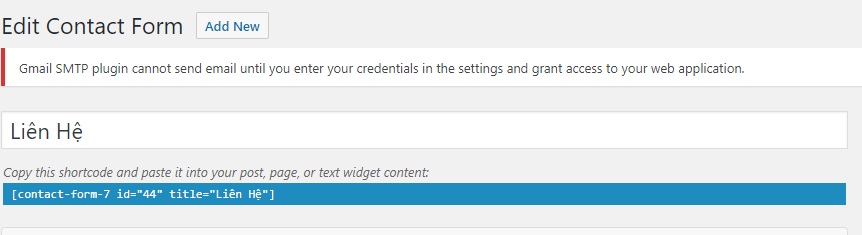 Edit Contact Form Add New
Gmail SMTP plugin cannot send email until you enter your credentials in the settings and grant access to your web application.
Liên Hệ
Copy this shortcode and paste it into your post, page, or text widget content:
[contact-form-7 id="44" title="Liên Hệ"]